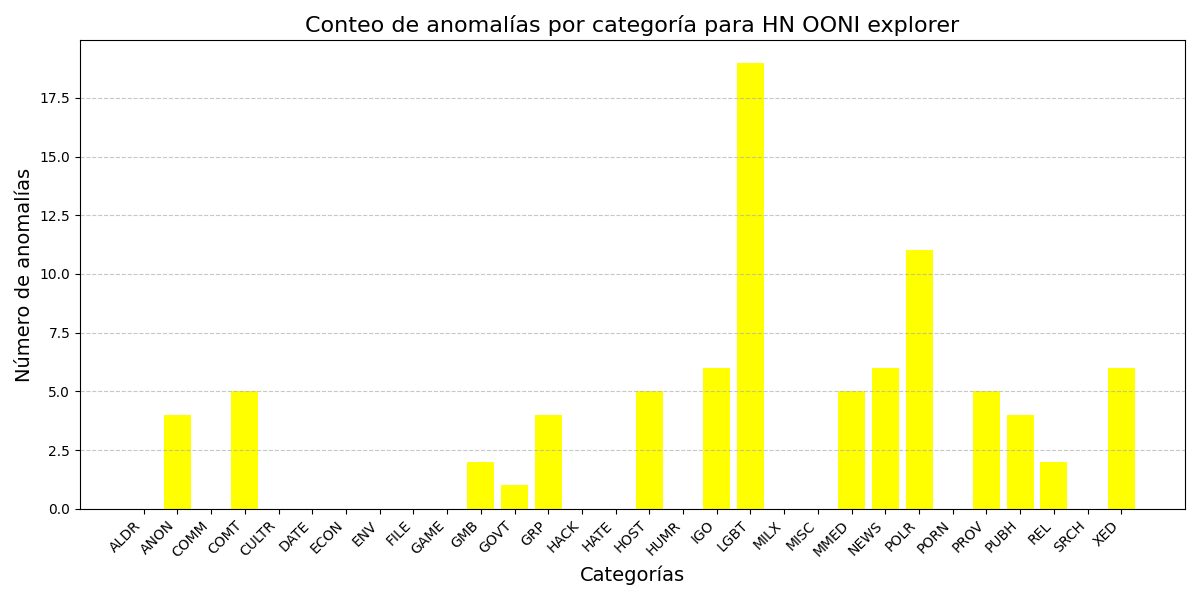 Conteo de anomalías por categoría para HN OONI explorer
Número de anomalías
17.5
15.0
12.5
10.0
7.5
5.0
2.5
0.0
ALDR ANON COMM COMT CULTR DATE ECON ENV FILE GAME GMB GOVT GRP HACK HATE HOST HUMR IGO LGBT MILX MISC MMED NEWS POLR PORN PROV PUBH REL SRCH XED
Categorías